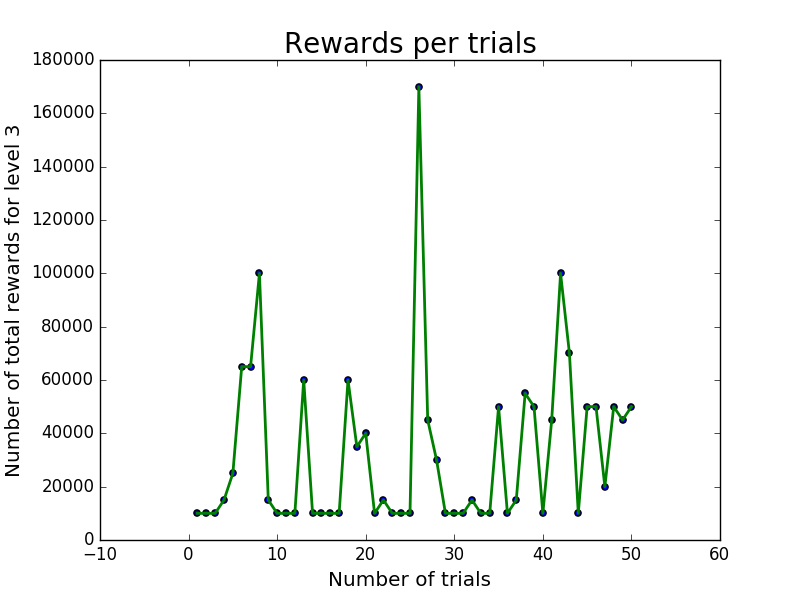 Rewards per trials
Number of total rewards for level 3
180000
160000
140000
120000
100000
80000
60000
40000
20000
0
−10 0 10 20 30 40 50 60
Number of trials